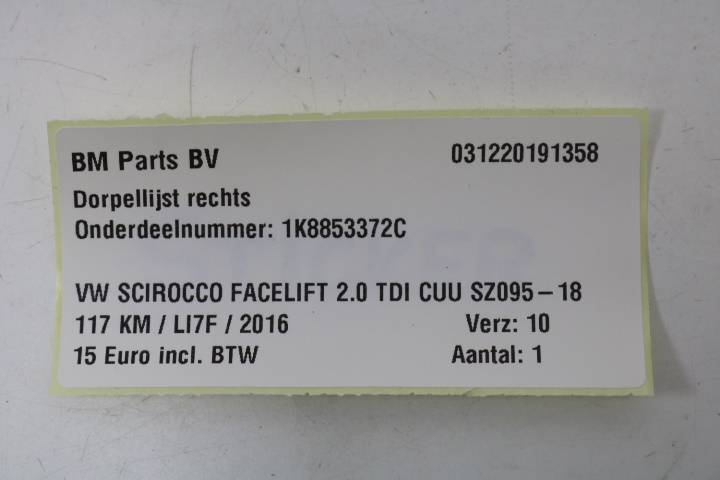 BM Parts BV 031220191358
Dorpellijst rechts
Onderdeelnummer: 1K8853372C
VW SCIROCCO FACELIFT 2.0 TDI CUU SZ095-18
117 KM / LI7F / 2016 Verz: 10
15 Euro incl. BTW Aantal: 1